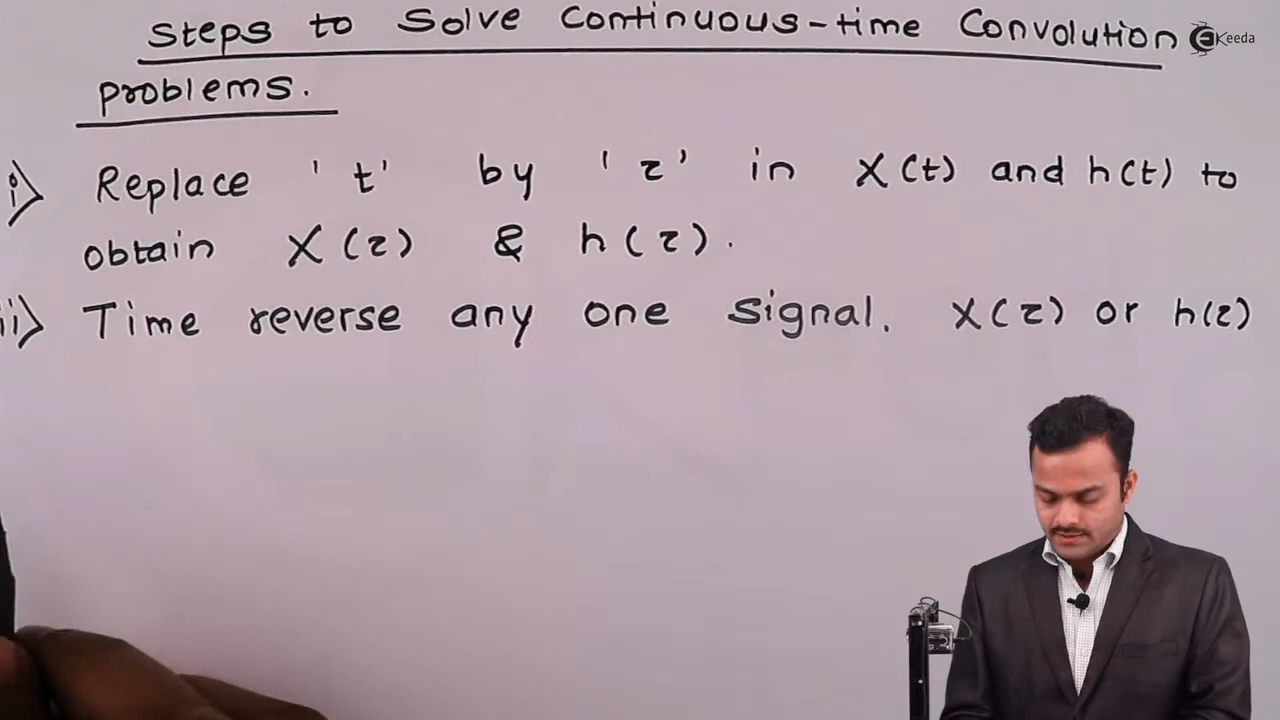 Steps to Solve Continuous-time Convolution
problems.
i) Replace 't' by 'τ' in X(t) and h(t) to
obtain X(τ) & h(τ).
ii) Time reverse any one signal. X(τ) or h(τ)
EKeeda